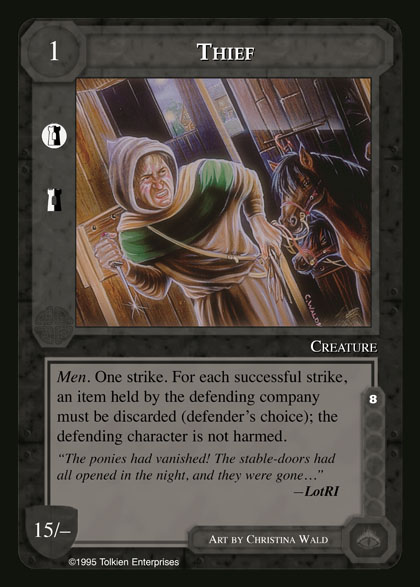 1
THIEF
C. WALD
CREATURE
Men. One strike. For each successful strike,
an item held by the defending company
must be discarded (defender's choice); the
defending character is not harmed.
8
“The ponies had vanished! The stable-doors had
all opened in the night, and they were gone…”
—LotRI
15/–
ART BY CHRISTINA WALD
©1995 Tolkien Enterprises